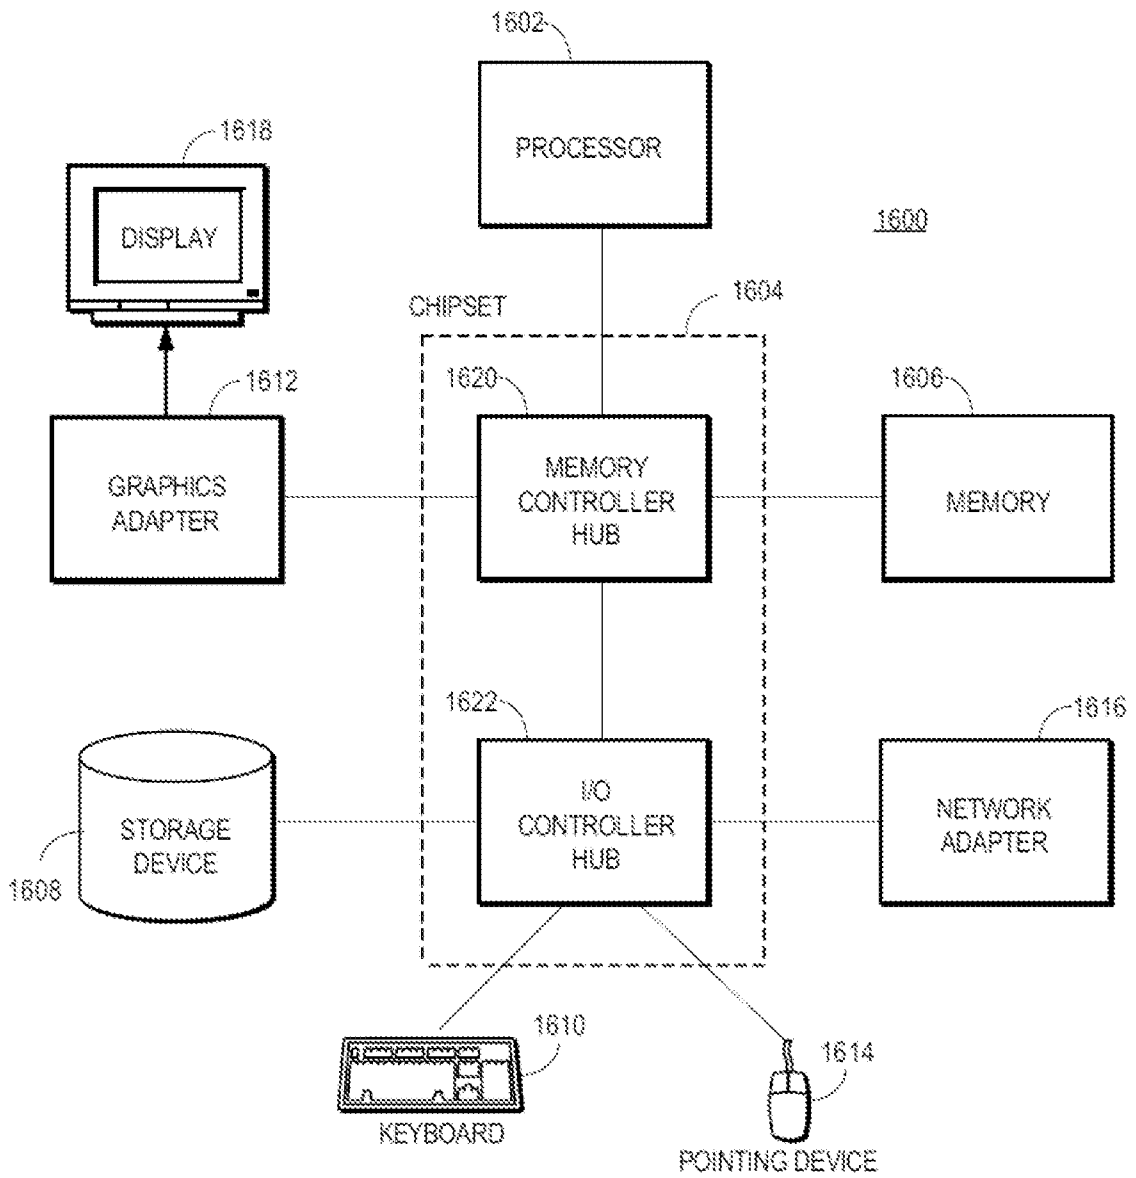 1602
PROCESSOR
1618
DISPLAY
1600
CHIPSET
1604
1612
GRAPHICS
ADAPTER
1620
MEMORY
CONTROLLER
HUB
1606
MEMORY
1622
I/O
CONTROLLER
HUB
1616
NETWORK
ADAPTER
STORAGE
DEVICE
1608
1610
KEYBOARD
1614
POINTING DEVICE